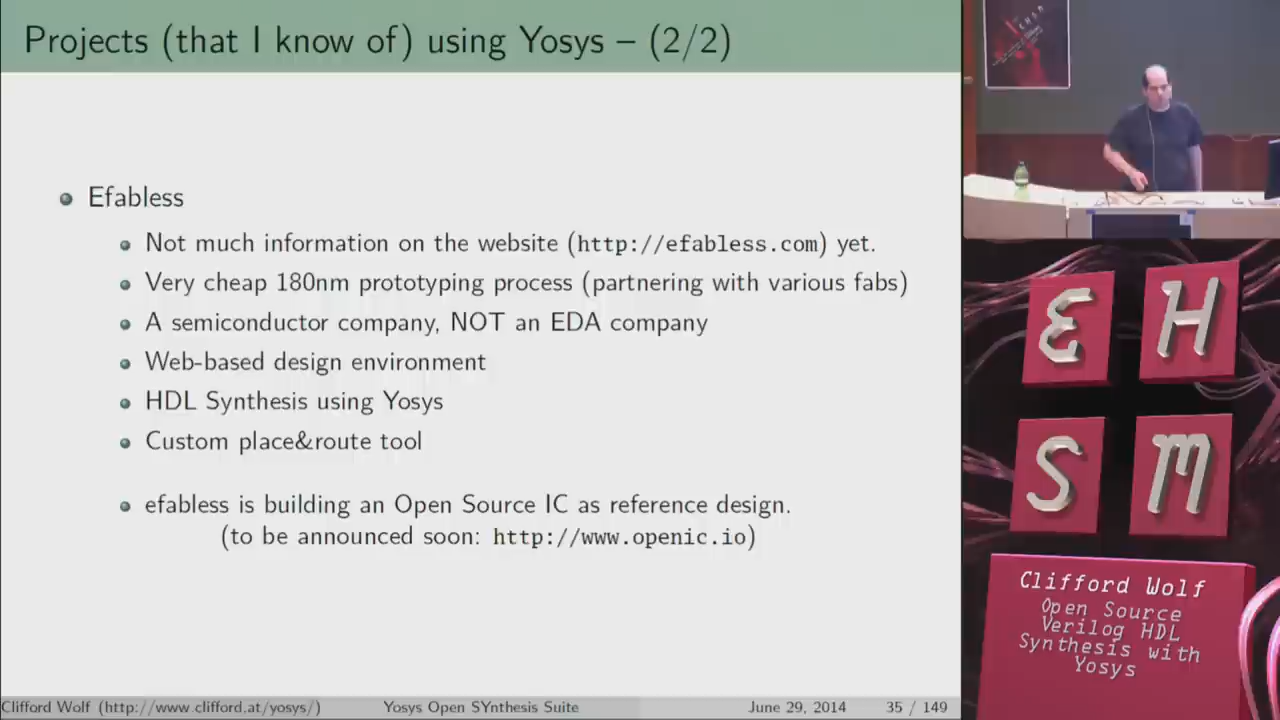 Projects (that I know of) using Yosys – (2/2)
Efabless
Not much information on the website (http://efabless.com) yet.
Very cheap 180nm prototyping process (partnering with various fabs)
A semiconductor company, NOT an EDA company
Web-based design environment
HDL Synthesis using Yosys
Custom place&route tool
efabless is building an Open Source IC as reference design.
(to be announced soon: http://www.openic.io)
Clifford Wolf (http://www.clifford.at/yosys/)
Yosys Open SYnthesis Suite
June 29, 2014
35 / 149
E H
S M
Clifford Wolf
Open Source
Verilog HDL
Synthesis with
Yosys